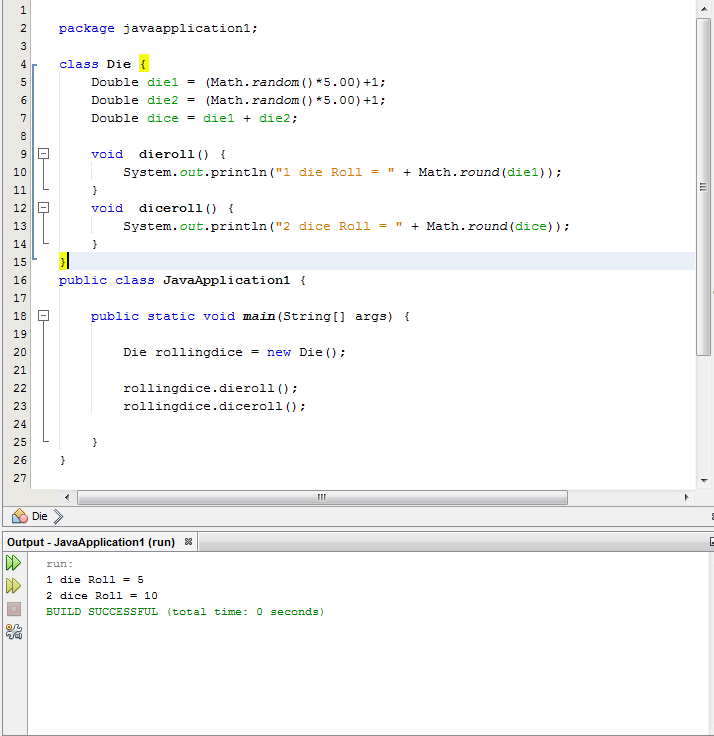 1
2 package javaapplication1;
3
4 class Die {
5 Double die1 = (Math.random()*5.00)+1;
6 Double die2 = (Math.random()*5.00)+1;
7 Double dice = die1 + die2;
8
9 void  dieroll() {
10 System.out.println("1 die Roll = " + Math.round(die1));
11 }
12 void  diceroll() {
13 System.out.println("2 dice Roll = " + Math.round(dice));
14 }
15 }
16 public class JavaApplication1 {
17
18 public static void main(String[] args) {
19
20 Die rollingdice = new Die();
21
22 rollingdice.dieroll();
23 rollingdice.diceroll();
24
25 }
26 }
27
Die
Output - JavaApplication1 (run)
run:
1 die Roll = 5
2 dice Roll = 10
BUILD SUCCESSFUL (total time: 0 seconds)